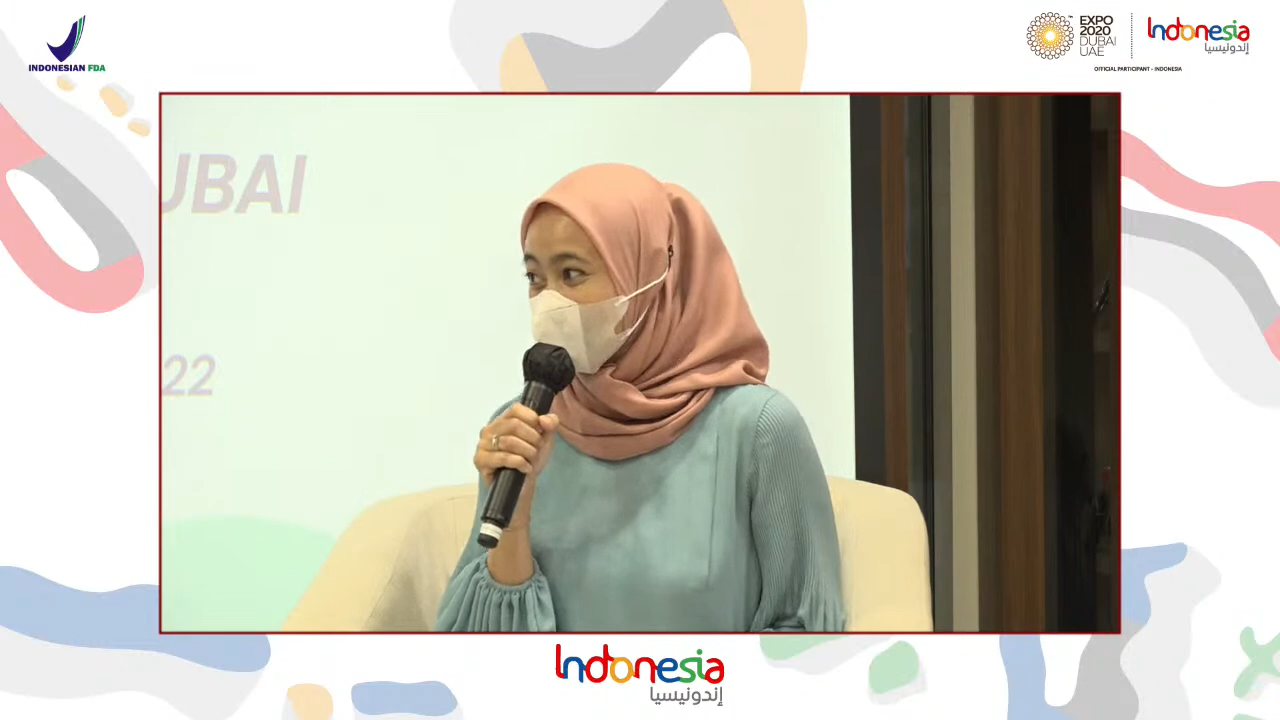 INDONESIAN FDA
EXPO
2020
DUBAI
UAE
Indonesia
إندونيسيا
OFFICIAL PARTICIPANT - INDONESIA
UBAI
22
Indonesia
إندونيسيا